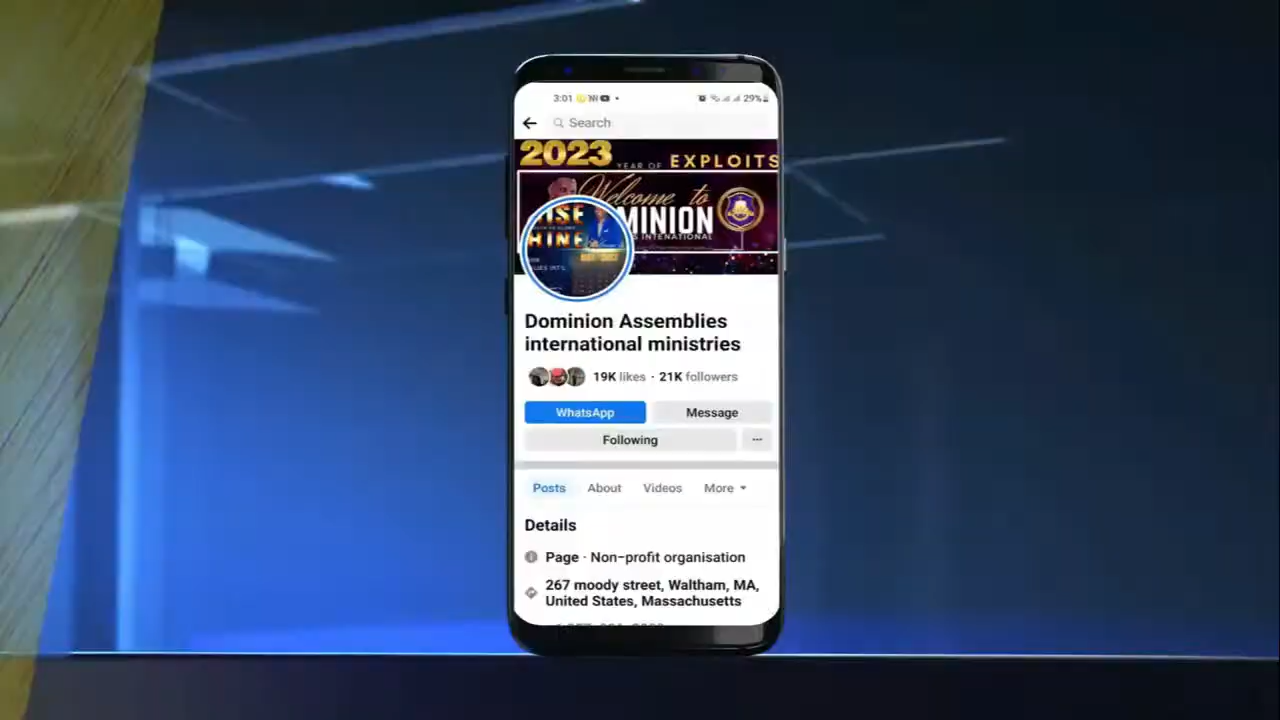 3:01
29%
Search
2023 YEAR OF EXPLOITS
Welcome to
MINION
INTERNATIONAL
Dominion Assemblies
international ministries
19K likes · 21K followers
WhatsApp
Message
Following
Posts
About
Videos
More
Details
Page · Non-profit organisation
267 moody street, Waltham, MA,
United States, Massachusetts